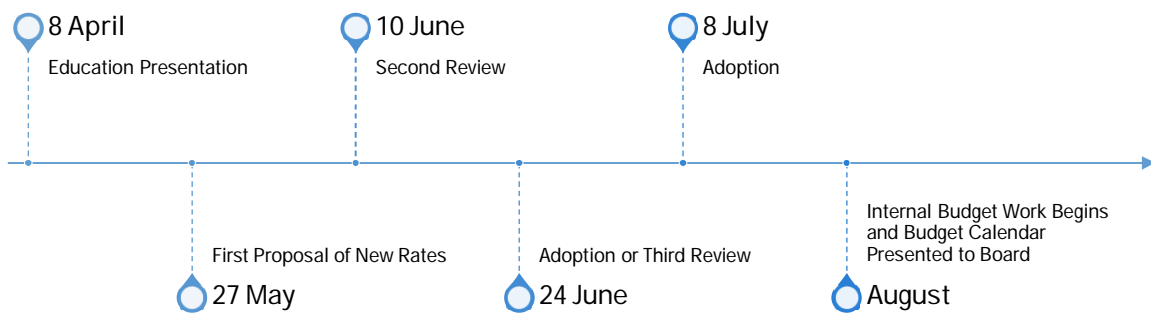 8 April
Education Presentation
10 June
Second Review
8 July
Adoption
First Proposal of New Rates
27 May
Adoption or Third Review
24 June
Internal Budget Work Begins
and Budget Calendar
Presented to Board
August